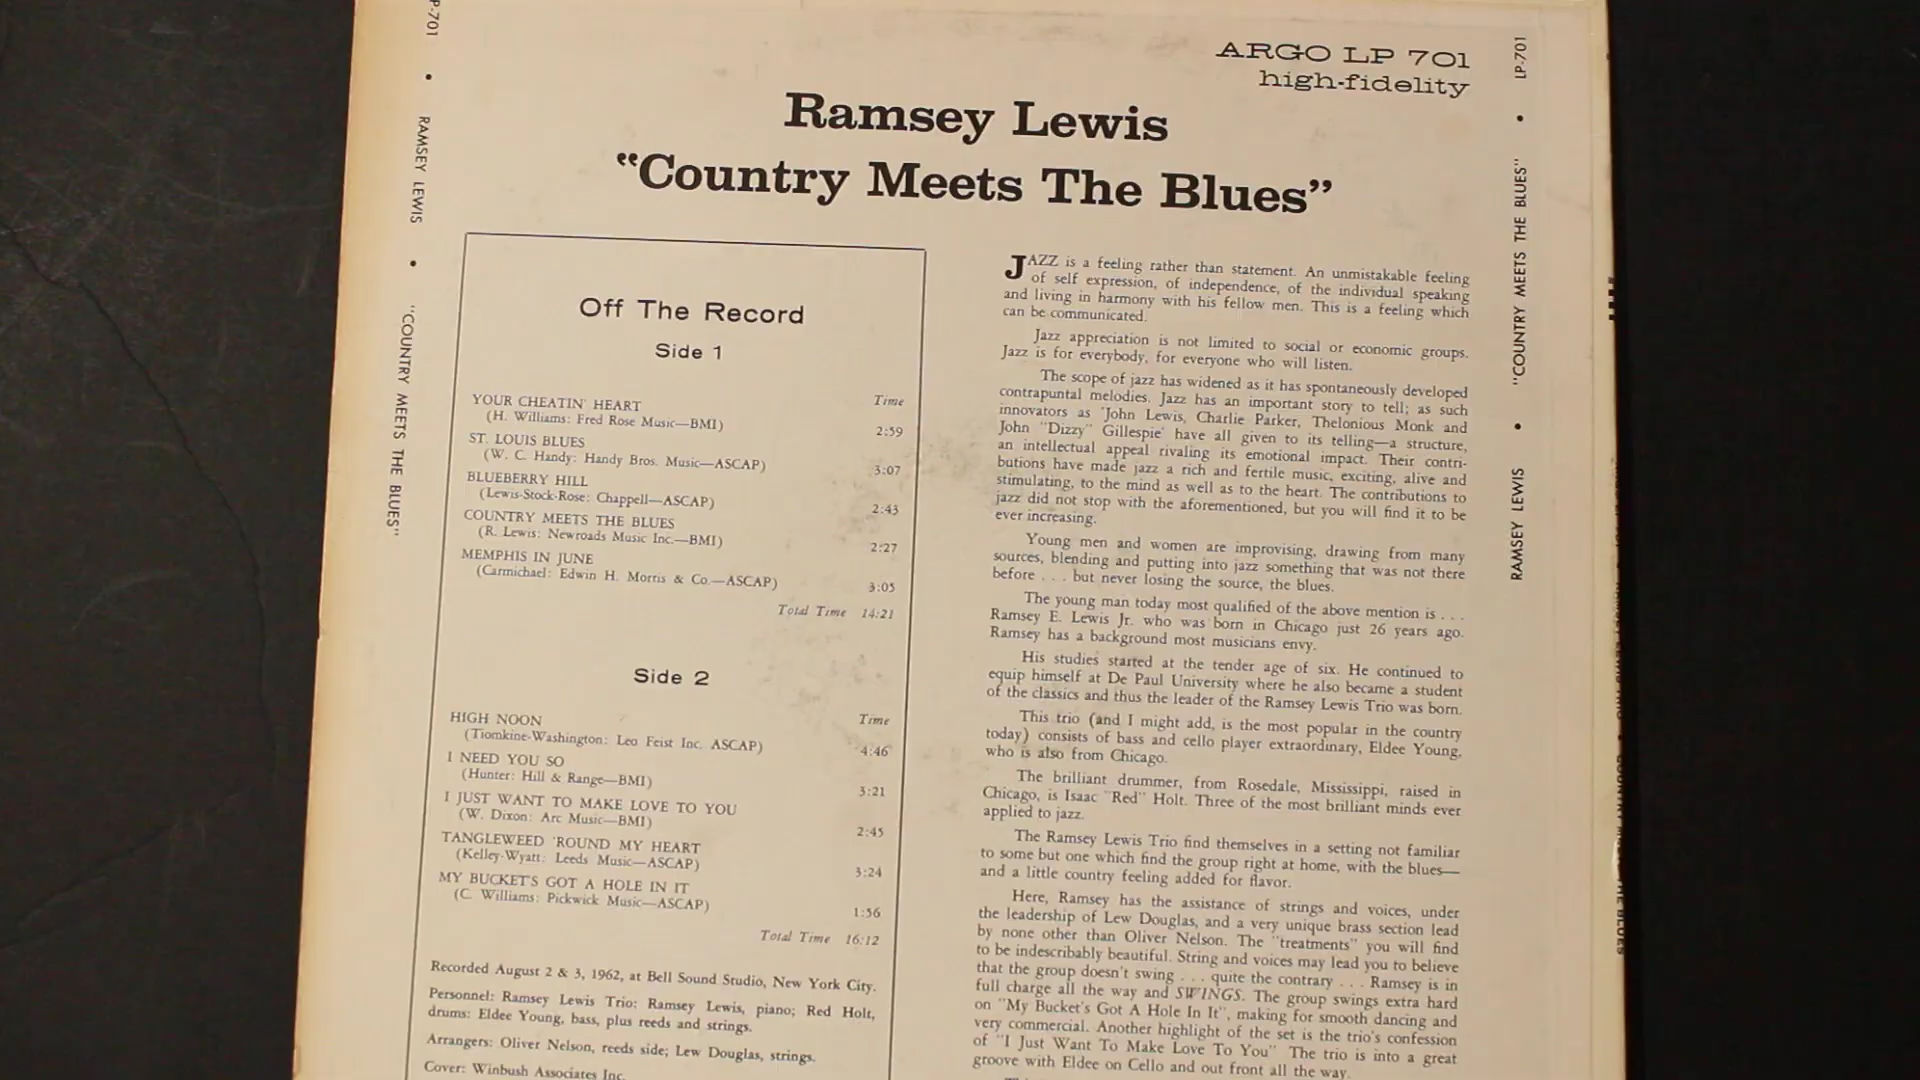 P-701
RAMSEY LEWIS
"COUNTRY MEETS THE BLUES"
ARGO LP 701
high-fidelity
Ramsey Lewis
"Country Meets The Blues"
Off The Record
Side 1
Time
YOUR CHEATIN' HEART
(H. Williams: Fred Rose Music—BMI) 2:59
ST. LOUIS BLUES
(W. C. Handy: Handy Bros. Music—ASCAP) 3:07
BLUEBERRY HILL
(Lewis-Stock-Rose: Chappell—ASCAP) 2:43
COUNTRY MEETS THE BLUES
(R. Lewis: Newroads Music Inc.—BMI) 2:27
MEMPHIS IN JUNE
(Carmichael: Edwin H. Morris & Co.—ASCAP) 3:05
Total Time 14:21
Side 2
Time
HIGH NOON
(Tiomkine-Washington: Leo Feist Inc. ASCAP) 4:46
I NEED YOU SO
(Hunter: Hill & Range—BMI) 3:21
I JUST WANT TO MAKE LOVE TO YOU
(W. Dixon: Arc Music—BMI) 2:45
TANGLEWEED 'ROUND MY HEART
(Kelley-Wyatt: Leeds Music—ASCAP) 3:24
MY BUCKET'S GOT A HOLE IN IT
(C. Williams: Pickwick Music—ASCAP) 1:56
Total Time 16:12
Recorded August 2 & 3, 1962, at Bell Sound Studio, New York City.
Personnel: Ramsey Lewis Trio: Ramsey Lewis, piano; Red Holt,
drums: Eldee Young, bass, plus reeds and strings.
Arrangers: Oliver Nelson, reeds side; Lew Douglas, strings.
Cover: Winbush Associates Inc.
JAZZ is a feeling rather than statement. An unmistakable feeling
of self expression, of independence, of the individual speaking
and living in harmony with his fellow men. This is a feeling which
can be communicated.
Jazz appreciation is not limited to social or economic groups.
Jazz is for everybody, for everyone who will listen.
The scope of jazz has widened as it has spontaneously developed
contrapuntal melodies. Jazz has an important story to tell; as such
innovators as 'John Lewis, Charlie Parker, Thelonious Monk and
John "Dizzy" Gillespie' have all given to its telling—a structure,
an intellectual appeal rivaling its emotional impact. Their contri-
butions have made jazz a rich and fertile music, exciting, alive and
stimulating, to the mind as well as to the heart. The contributions to
jazz did not stop with the aforementioned, but you will find it to be
ever increasing.
Young men and women are improvising, drawing from many
sources, blending and putting into jazz something that was not there
before . . . but never losing the source, the blues.
The young man today most qualified of the above mention is . . .
Ramsey E. Lewis Jr. who was born in Chicago just 26 years ago.
Ramsey has a background most musicians envy.
His studies started at the tender age of six. He continued to
equip himself at De Paul University where he also became a student
of the classics and thus the leader of the Ramsey Lewis Trio was born.
This trio (and I might add, is the most popular in the country
today) consists of bass and cello player extraordinary, Eldee Young,
who is also from Chicago.
The brilliant drummer, from Rosedale, Mississippi, raised in
Chicago, is Isaac "Red" Holt. Three of the most brilliant minds ever
applied to jazz.
The Ramsey Lewis Trio find themselves in a setting not familiar
to some but one which find the group right at home, with the blues—
and a little country feeling added for flavor.
Here, Ramsey has the assistance of strings and voices, under
the leadership of Lew Douglas, and a very unique brass section lead
by none other than Oliver Nelson. The "treatments" you will find
to be indescribably beautiful. String and voices may lead you to believe
that the group doesn't swing . . . quite the contrary . . . Ramsey is in
full charge all the way and SWINGS. The group swings extra hard
on "My Bucket's Got A Hole In It", making for smooth dancing and
very commercial. Another highlight of the set is the trio's confession
of "I Just Want To Make Love To You" The trio is into a great
groove with Eldee on Cello and out front all the way.
LP-701
"COUNTRY MEETS THE BLUES"
RAMSEY LEWIS